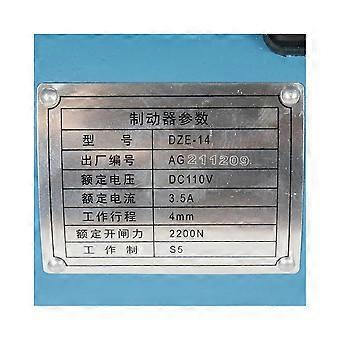 制动器参数
型 号 DZE-14
出厂编号 AG211209
额定电压 DC110V
额定电流 3.5A
工作行程 4mm
额定开闸力 2200N
工 作 制 S5